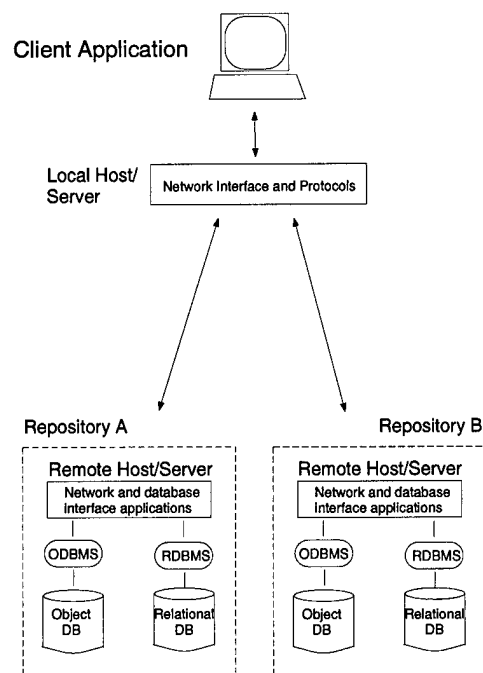 Client Application
Local Host/
Server
Network Interface and Protocols
Repository A
Remote Host/Server
Network and database
interface applications
ODBMS
RDBMS
Object
DB
Relational
DB
Repository B
Remote Host/Server
Network and database
interface applications
ODBMS
RDBMS
Object
DB
Relational
DB